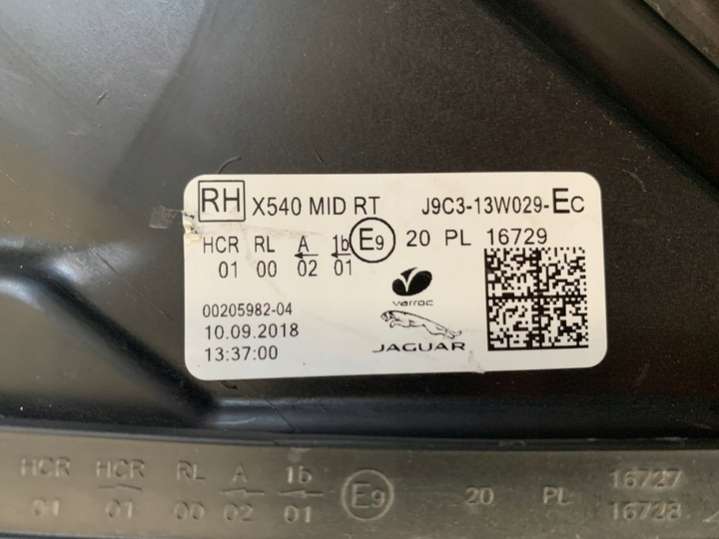 RH X540 MID RT J9C3-13W029-EC
HCR RL A 1b E9 20 PL 16729
01 00 02 01
varroc
00205982-04
10.09.2018
JAGUAR
13:37:00
HCR HCR RL A 1b E9 20 PL 16727
01 01 00 02 01 16728